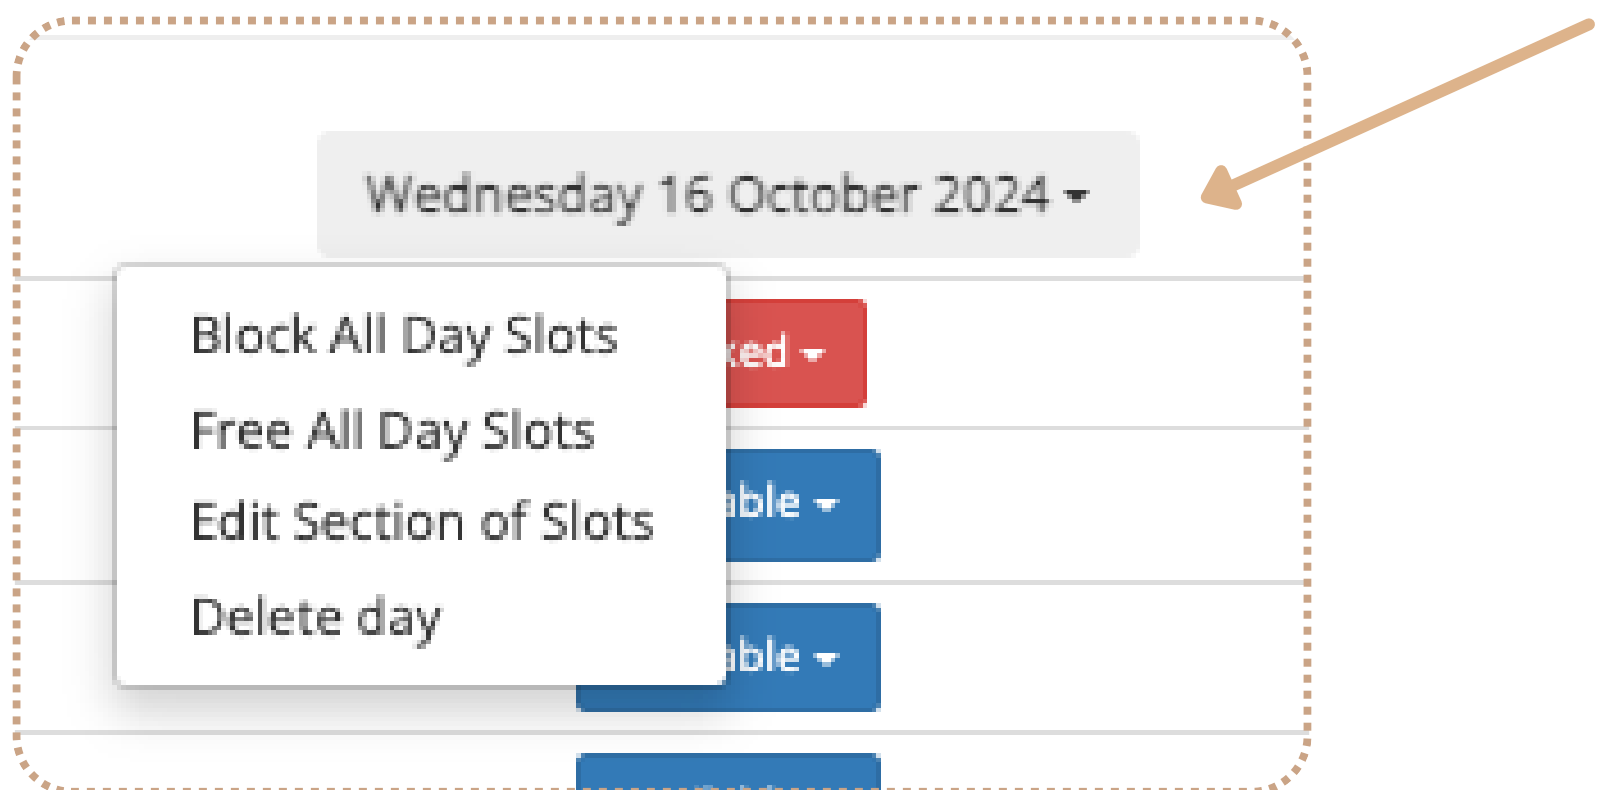 Wednesday 16 October 2024
Block All Day Slots
Free All Day Slots
Edit Section of Slots
Delete day